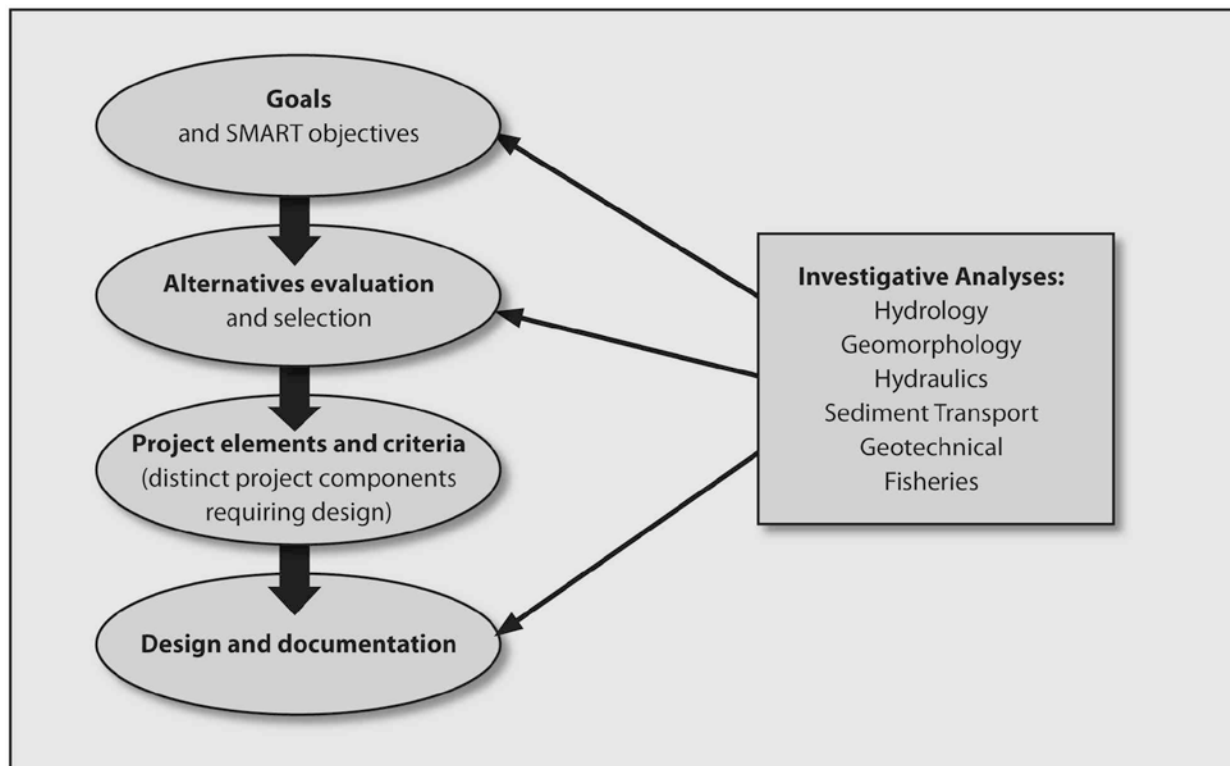 Goals
and SMART objectives
Alternatives evaluation
and selection
Project elements and criteria
(distinct project components
requiring design)
Design and documentation
Investigative Analyses:
Hydrology
Geomorphology
Hydraulics
Sediment Transport
Geotechnical
Fisheries